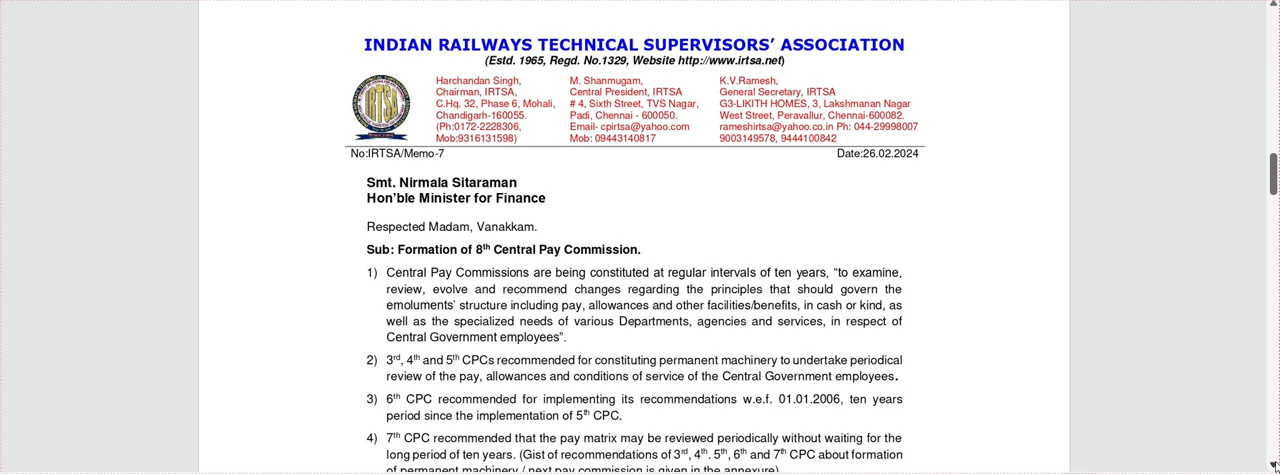 INDIAN RAILWAYS TECHNICAL SUPERVISORS’ ASSOCIATION
(Estd. 1965, Regd. No.1329, Website http://www.irtsa.net)
IRTSA
Harchandan Singh,
Chairman, IRTSA,
C.Hq. 32, Phase 6, Mohali,
Chandigarh-160055.
(Ph:0172-2228306,
Mob:9316131598)
M. Shanmugam,
Central President, IRTSA
# 4, Sixth Street, TVS Nagar,
Padi, Chennai - 600050.
Email- cpirtsa@yahoo.com
Mob: 09443140817
K.V.Ramesh,
General Secretary, IRTSA
G3-LIKITH HOMES, 3, Lakshmanan Nagar
West Street, Peravallur, Chennai-600082.
rameshirtsa@yahoo.co.in Ph: 044-29998007
9003149578, 9444100842
No:IRTSA/Memo-7 Date:26.02.2024
Smt. Nirmala Sitaraman
Hon’ble Minister for Finance
Respected Madam, Vanakkam.
Sub: Formation of 8th Central Pay Commission.
1) Central Pay Commissions are being constituted at regular intervals of ten years, “to examine,
review, evolve and recommend changes regarding the principles that should govern the
emoluments’ structure including pay, allowances and other facilities/benefits, in cash or kind, as
well as the specialized needs of various Departments, agencies and services, in respect of
Central Government employees”.
2) 3rd, 4th and 5th CPCs recommended for constituting permanent machinery to undertake periodical
review of the pay, allowances and conditions of service of the Central Government employees.
3) 6th CPC recommended for implementing its recommendations w.e.f. 01.01.2006, ten years
period since the implementation of 5th CPC.
4) 7th CPC recommended that the pay matrix may be reviewed periodically without waiting for the
long period of ten years. (Gist of recommendations of 3rd, 4th. 5th, 6th and 7th CPC about formation
of permanent machinery / next pay commission is given in the annexure)